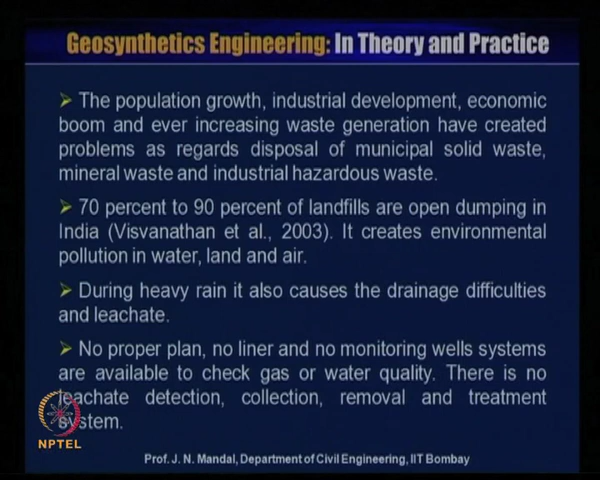 Geosynthetics Engineering: In Theory and Practice
➤ The population growth, industrial development, economic
boom and ever increasing waste generation have created
problems as regards disposal of municipal solid waste,
mineral waste and industrial hazardous waste.
➤ 70 percent to 90 percent of landfills are open dumping in
India (Visvanathan et al., 2003). It creates environmental
pollution in water, land and air.
➤ During heavy rain it also causes the drainage difficulties
and leachate.
➤ No proper plan, no liner and no monitoring wells systems
are available to check gas or water quality. There is no
leachate detection, collection, removal and treatment
system.
NPTEL
Prof. J. N. Mandal, Department of Civil Engineering, IIT Bombay